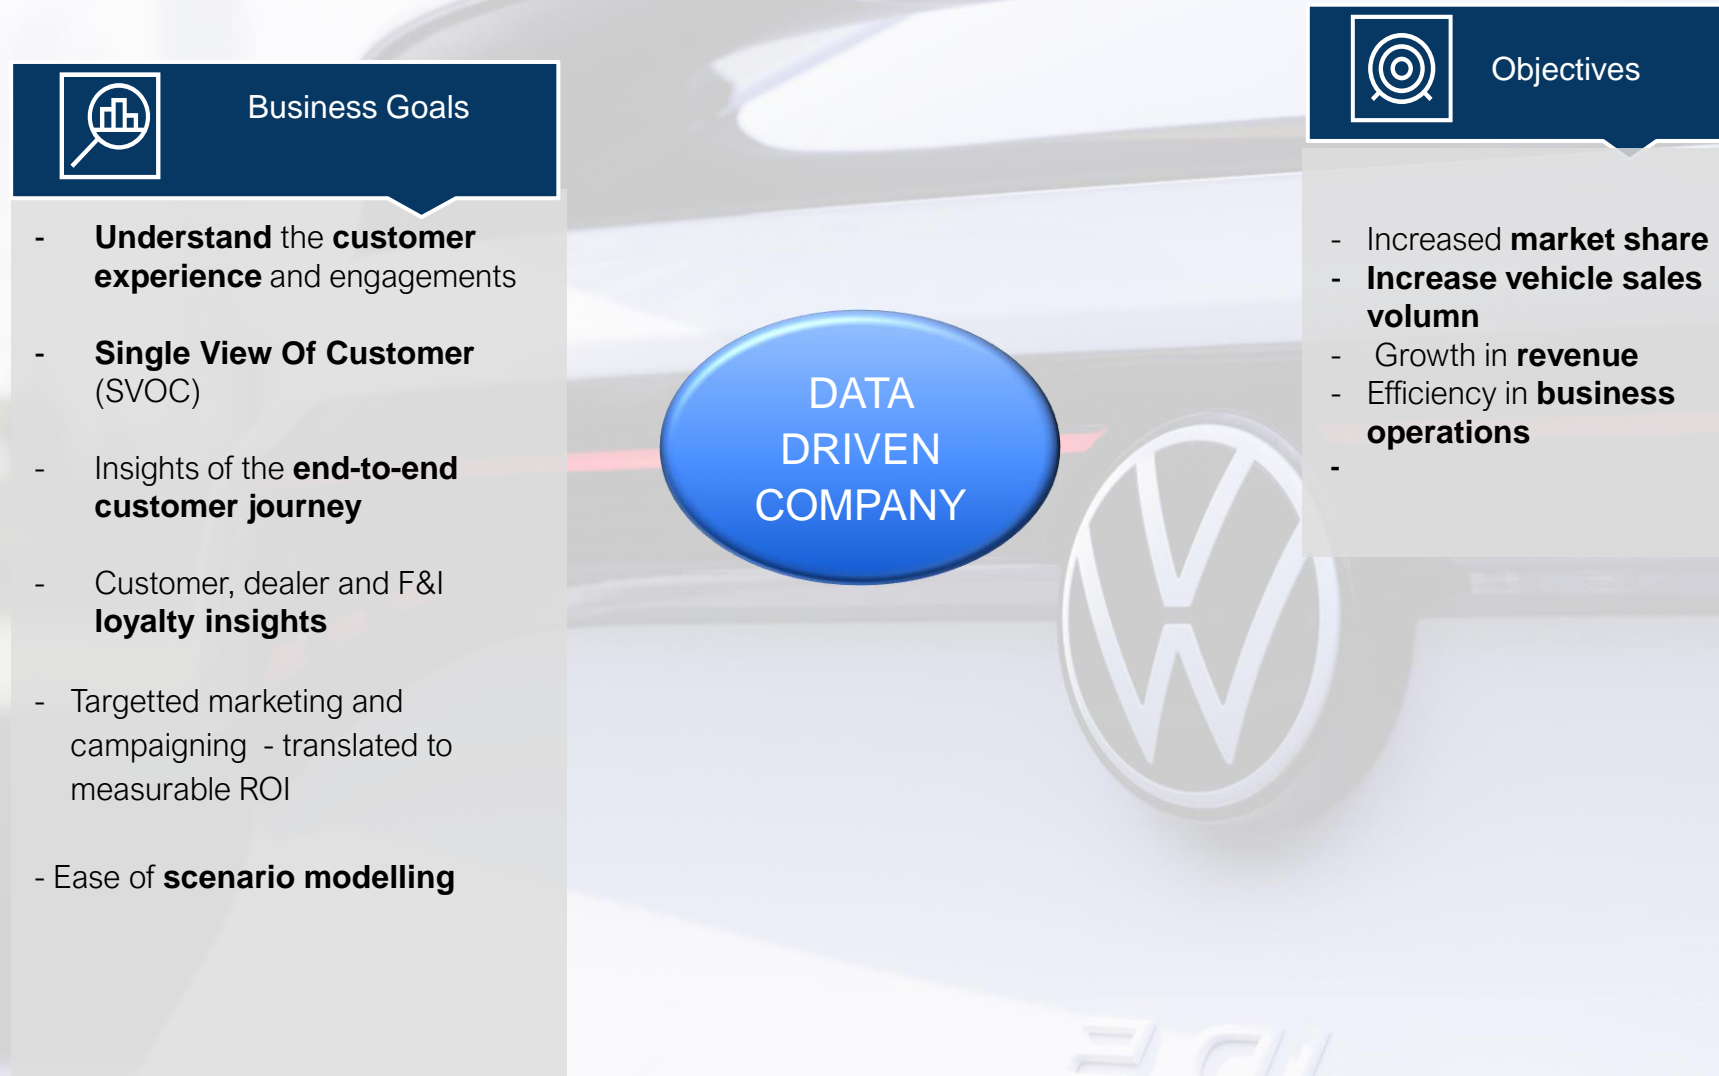 Business Goals
- Understand the customer
experience and engagements
- Single View Of Customer
(SVOC)
- Insights of the end-to-end
customer journey
- Customer, dealer and F&I
loyalty insights
- Targetted marketing and
campaigning - translated to
measurable ROI
- Ease of scenario modelling
DATA
DRIVEN
COMPANY
Objectives
- Increased market share
- Increase vehicle sales
volumn
- Growth in revenue
- Efficiency in business
operations
-